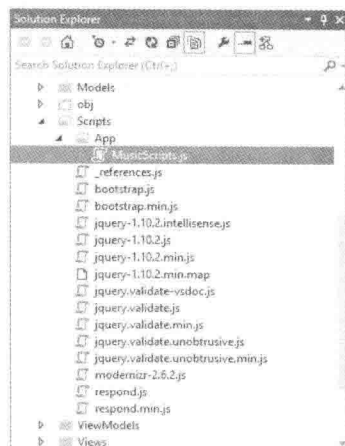 Solution Explorer
Search Solution Explorer (Ctrl+;)
Models
obj
Scripts
App
MusicScripts.js
_references.js
bootstrap.js
bootstrap.min.js
jquery-1.10.2.intellisense.js
jquery-1.10.2.js
jquery-1.10.2.min.js
jquery-1.10.2.min.map
jquery.validate-vsdoc.js
jquery.validate.js
jquery.validate.min.js
jquery.validate.unobtrusive.js
jquery.validate.unobtrusive.min.js
modernizr-2.6.2.js
respond.js
respond.min.js
ViewModels
Views